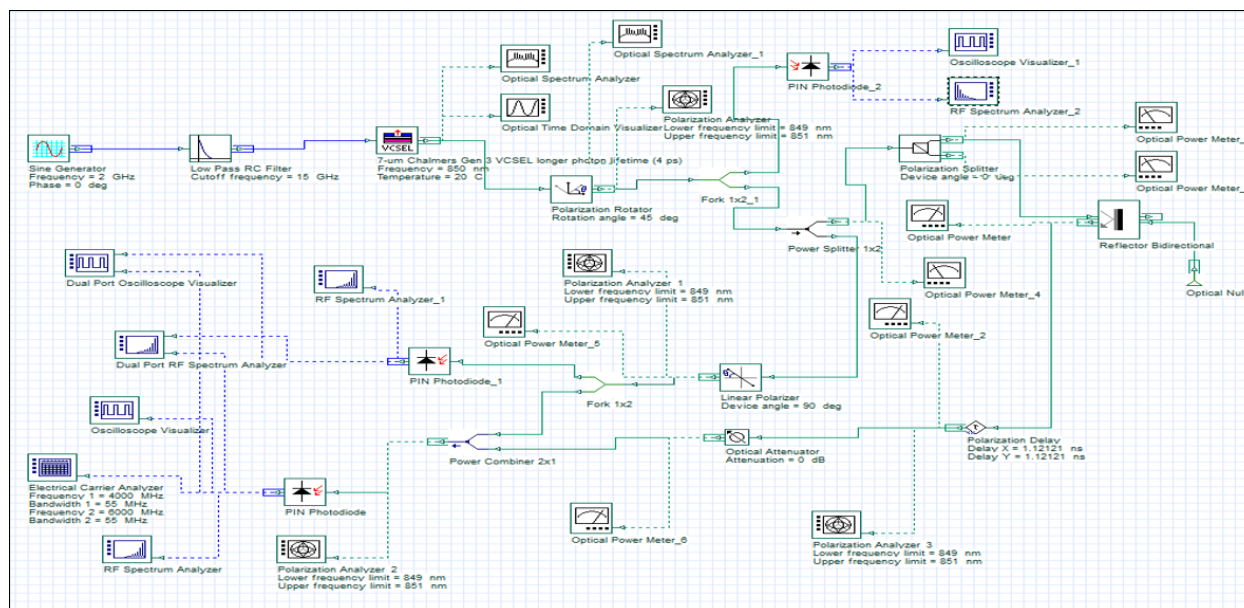 Optical Spectrum Analyzer_1
Oscilloscope Visualizer_1
PIN Photodiode_2
Optical Spectrum Analyzer
RF Spectrum Analyzer_2
Polarization Analyzer
Lower frequency limit = 849 nm
Upper frequency limit = 851 nm
Optical Time Domain Visualizer
Optical Power Meter_
VCSEL
Sine Generator
Frequency = 2 GHz
Phase = 0 deg
Low Pass RC Filter
Cutoff frequency = 15 GHz
7-um Chalmers Gen 3 VCSEL longer photon lifetime (4 ps)
Frequency = 850 nm
Temperature = 20 C
Polarization Splitter
Device angle = 0 deg
Optical Power Meter_
Polarization Rotator
Rotation angle = 45 deg
Fork 1x2_1
Power Splitter 1x2
Optical Power Meter
Reflector Bidirectional
Dual Port Oscilloscope Visualizer
RF Spectrum Analyzer_1
Polarization Analyzer 1
Lower frequency limit = 849 nm
Upper frequency limit = 851 nm
Optical Power Meter_4
Optical Nul
Optical Power Meter_5
Optical Power Meter_2
Dual Port RF Spectrum Analyzer
PIN Photodiode_1
Fork 1x2
Linear Polarizer
Device angle = 90 deg
Oscilloscope Visualizer
Power Combiner 2x1
Optical Attenuator
Attenuation = 0 dB
τ
Polarization Delay
Delay X = 1.12121 ns
Delay Y = 1.12121 ns
Electrical Carrier Analyzer
Frequency 1 = 4000 MHz
Bandwidth 1 = 55 MHz
Frequency 2 = 6000 MHz
Bandwidth 2 = 55 MHz
PIN Photodiode
Optical Power Meter_6
Polarization Analyzer 3
Lower frequency limit = 849 nm
Upper frequency limit = 851 nm
RF Spectrum Analyzer
Polarization Analyzer 2
Lower frequency limit = 849 nm
Upper frequency limit = 851 nm